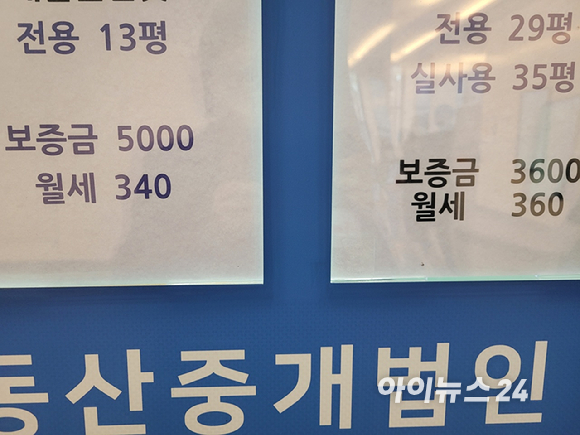 전용 13평
보증금 5000
월세 340
전용 29평
실사용 35평
보증금 3600
월세 360
동산중개법인
아이뉴스24